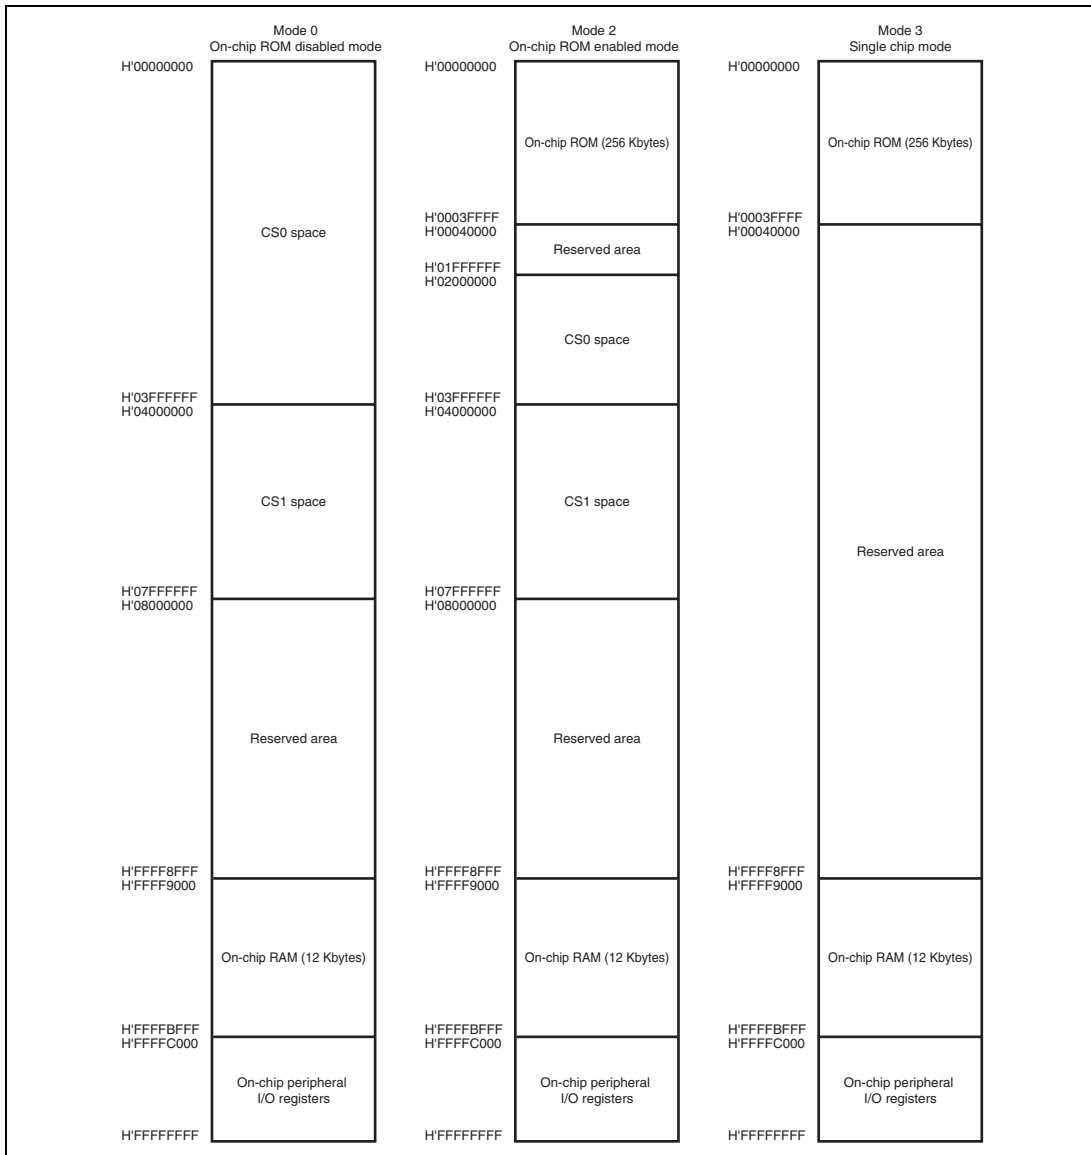 Mode 0
On-chip ROM disabled mode
H'00000000
CS0 space
H'03FFFFFF
H'04000000
CS1 space
H'07FFFFFF
H'08000000
Reserved area
H'FFFF8FFF
H'FFFF9000
On-chip RAM (12 Kbytes)
H'FFFFBFFF
H'FFFFC000
On-chip peripheral
I/O registers
H'FFFFFFFF
Mode 2
On-chip ROM enabled mode
H'00000000
On-chip ROM (256 Kbytes)
H'0003FFFF
H'00040000
Reserved area
H'01FFFFFF
H'02000000
CS0 space
H'03FFFFFF
H'04000000
CS1 space
H'07FFFFFF
H'08000000
Reserved area
H'FFFF8FFF
H'FFFF9000
On-chip RAM (12 Kbytes)
H'FFFFBFFF
H'FFFFC000
On-chip peripheral
I/O registers
H'FFFFFFFF
Mode 3
Single chip mode
H'00000000
On-chip ROM (256 Kbytes)
H'0003FFFF
H'00040000
Reserved area
H'FFFF8FFF
H'FFFF9000
On-chip RAM (12 Kbytes)
H'FFFFBFFF
H'FFFFC000
On-chip peripheral
I/O registers
H'FFFFFFFF